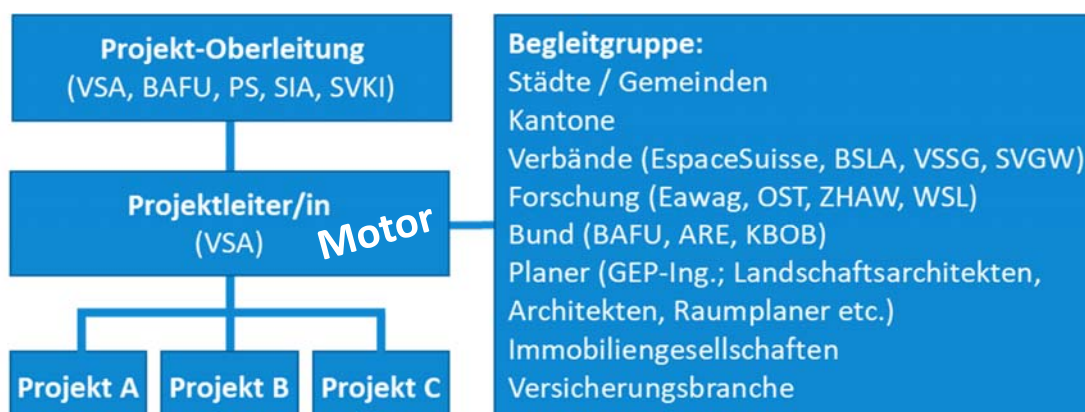 Projekt-Oberleitung
(VSA, BAFU, PS, SIA, SVKI)
Projektleiter/in
(VSA)
Motor
Projekt A
Projekt B
Projekt C
Begleitgruppe:
Städte / Gemeinden
Kantone
Verbände (EspaceSuisse, BSLA, VSSG, SVGW)
Forschung (Eawag, OST, ZHAW, WSL)
Bund (BAFU, ARE, KBOB)
Planer (GEP-Ing.; Landschaftsarchitekten,
Architekten, Raumplaner etc.)
Immobiliengesellschaften
Versicherungsbranche